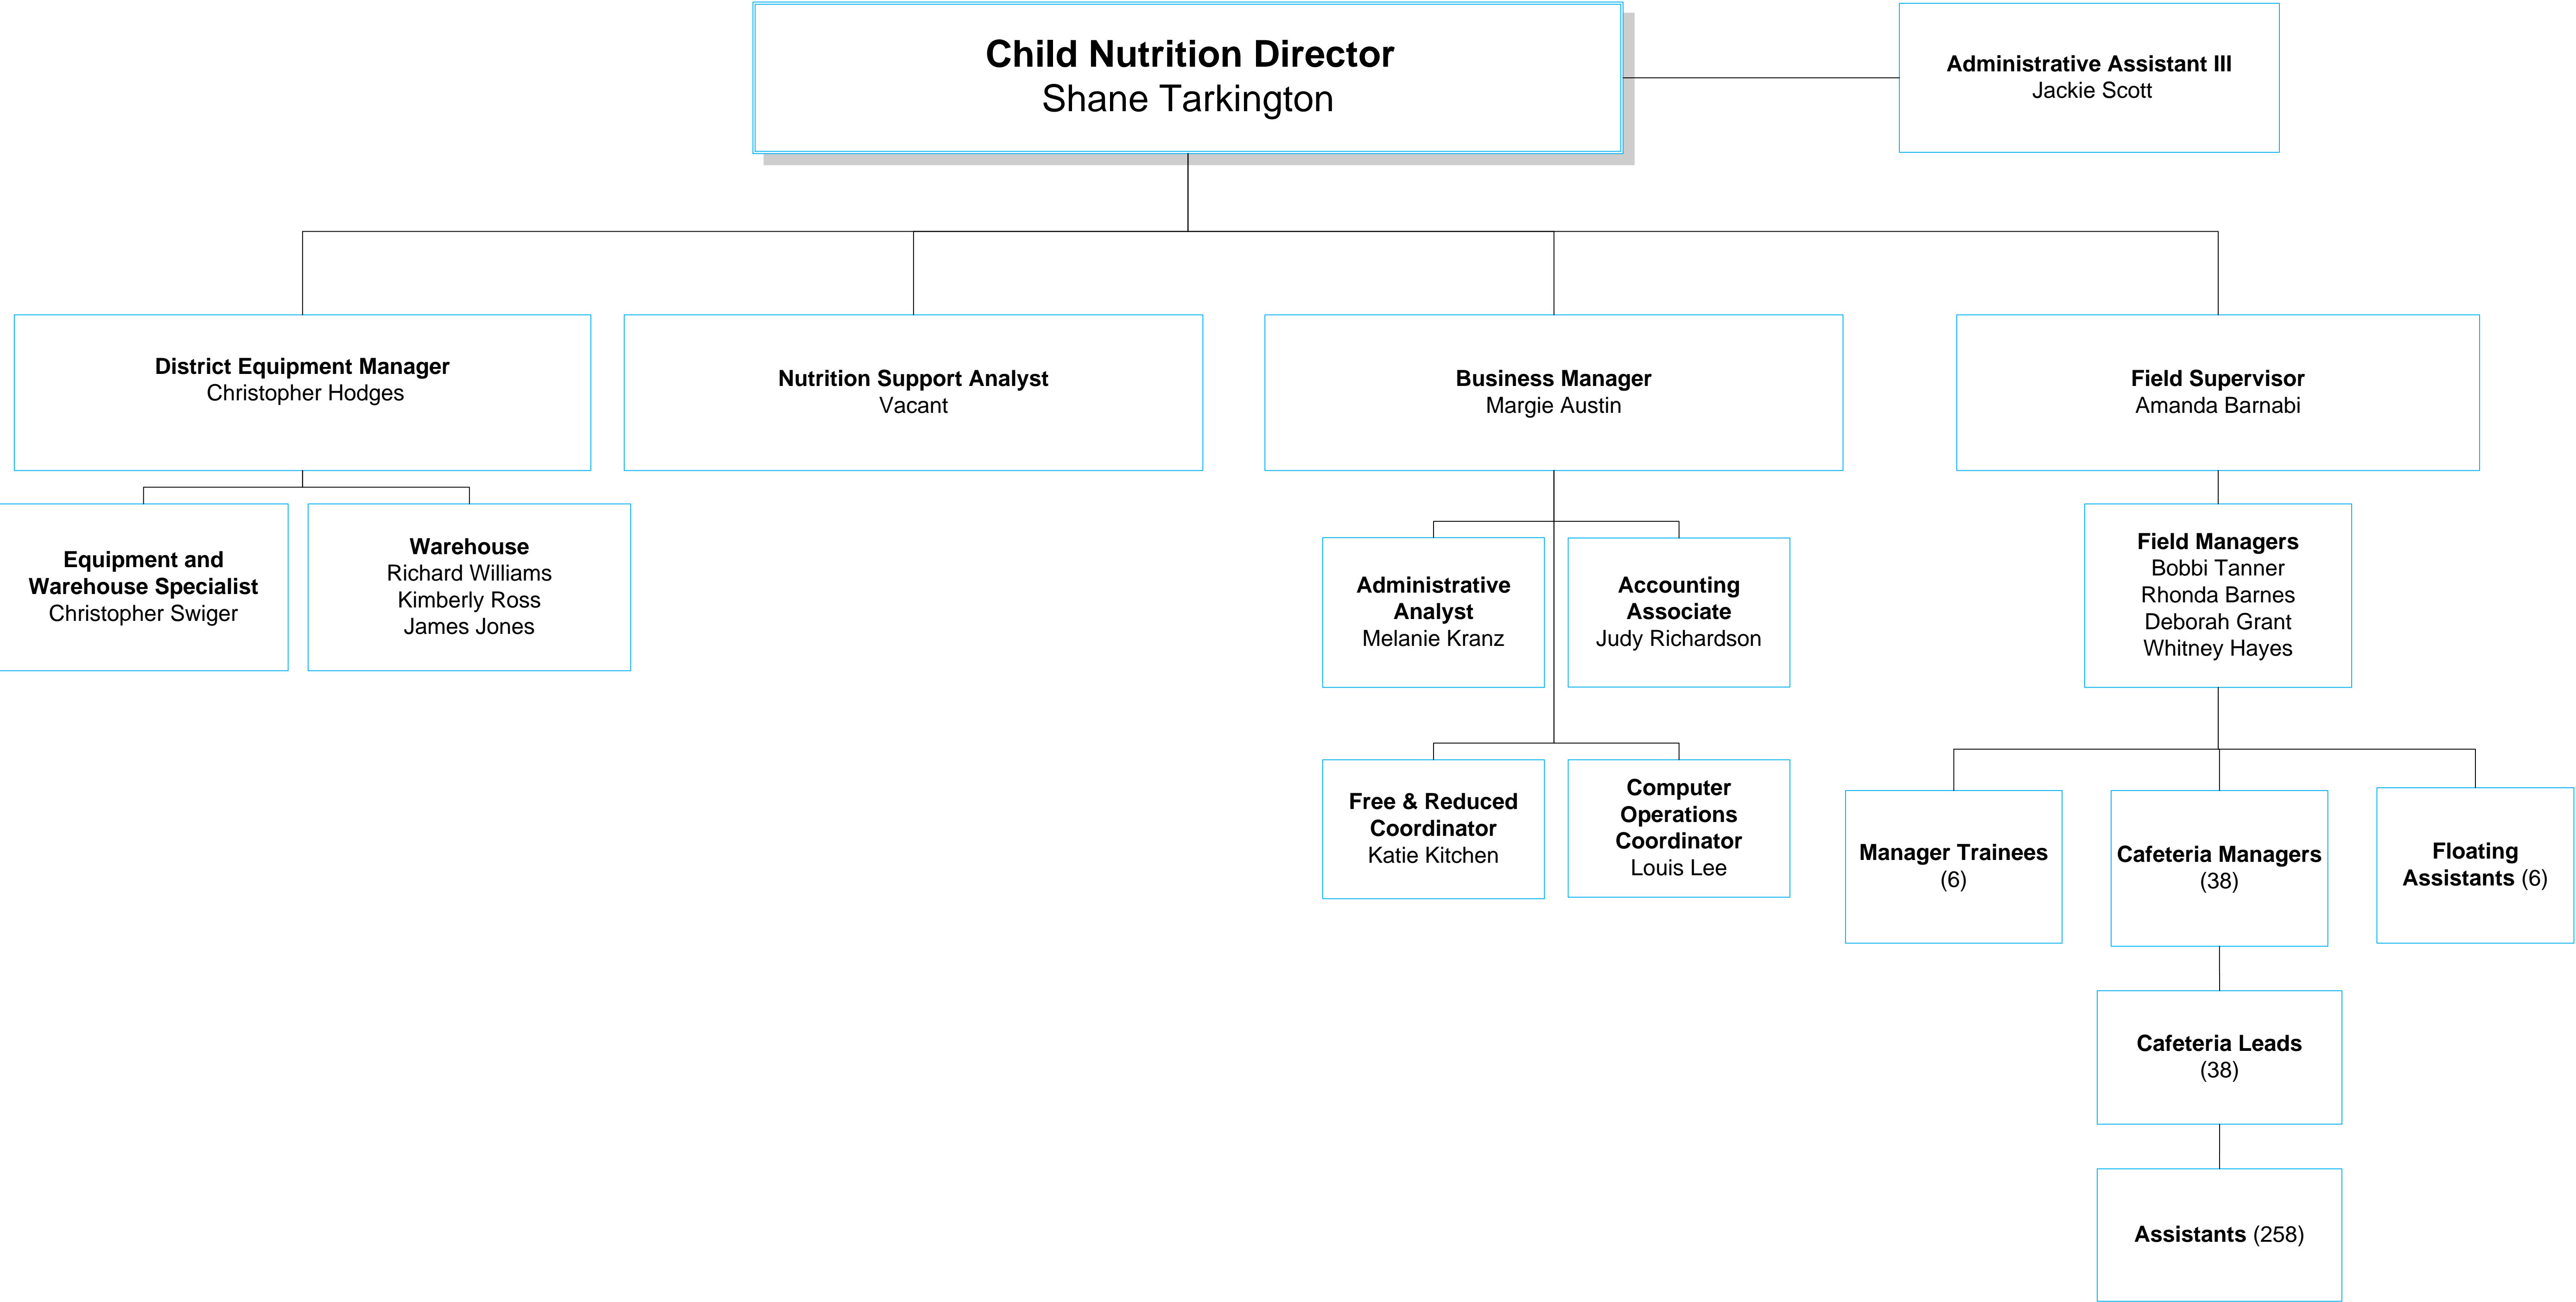 Child Nutrition Director
Shane Tarkington
Administrative Assistant III
Jackie Scott
District Equipment Manager
Christopher Hodges
Nutrition Support Analyst
Vacant
Business Manager
Margie Austin
Field Supervisor
Amanda Barnabi
Equipment and
Warehouse Specialist
Christopher Swiger
Warehouse
Richard Williams
Kimberly Ross
James Jones
Administrative
Analyst
Melanie Kranz
Accounting
Associate
Judy Richardson
Field Managers
Bobbi Tanner
Rhonda Barnes
Deborah Grant
Whitney Hayes
Free & Reduced
Coordinator
Katie Kitchen
Computer
Operations
Coordinator
Louis Lee
Manager Trainees
(6)
Cafeteria Managers
(38)
Floating
Assistants (6)
Cafeteria Leads
(38)
Assistants (258)